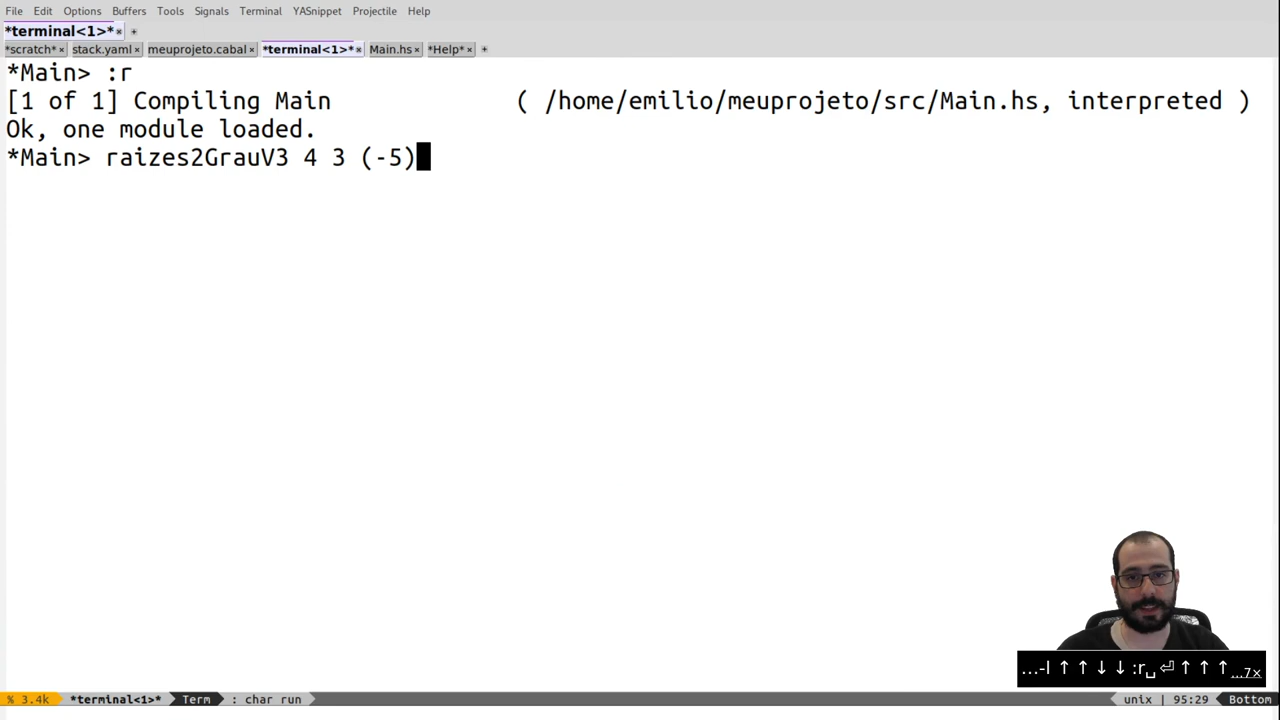 File Edit Options Buffers Tools Signals Terminal YASnippet Projectile Help
*terminal<1>*× +
*scratch*× stack.yaml× meuprojeto.cabal× *terminal<1>*× Main.hs× *Help*× +
*Main> :r
[1 of 1] Compiling Main ( /home/emilio/meuprojeto/src/Main.hs, interpreted )
Ok, one module loaded.
*Main> raizes2GrauV3 4 3 (-5)
...-l ↑ ↑ ↓ ↓ :r␣⏎ ↑ ↑ ↑ ...7×
% 3.4k *terminal<1>* Term : char run unix | 95:29 Bottom